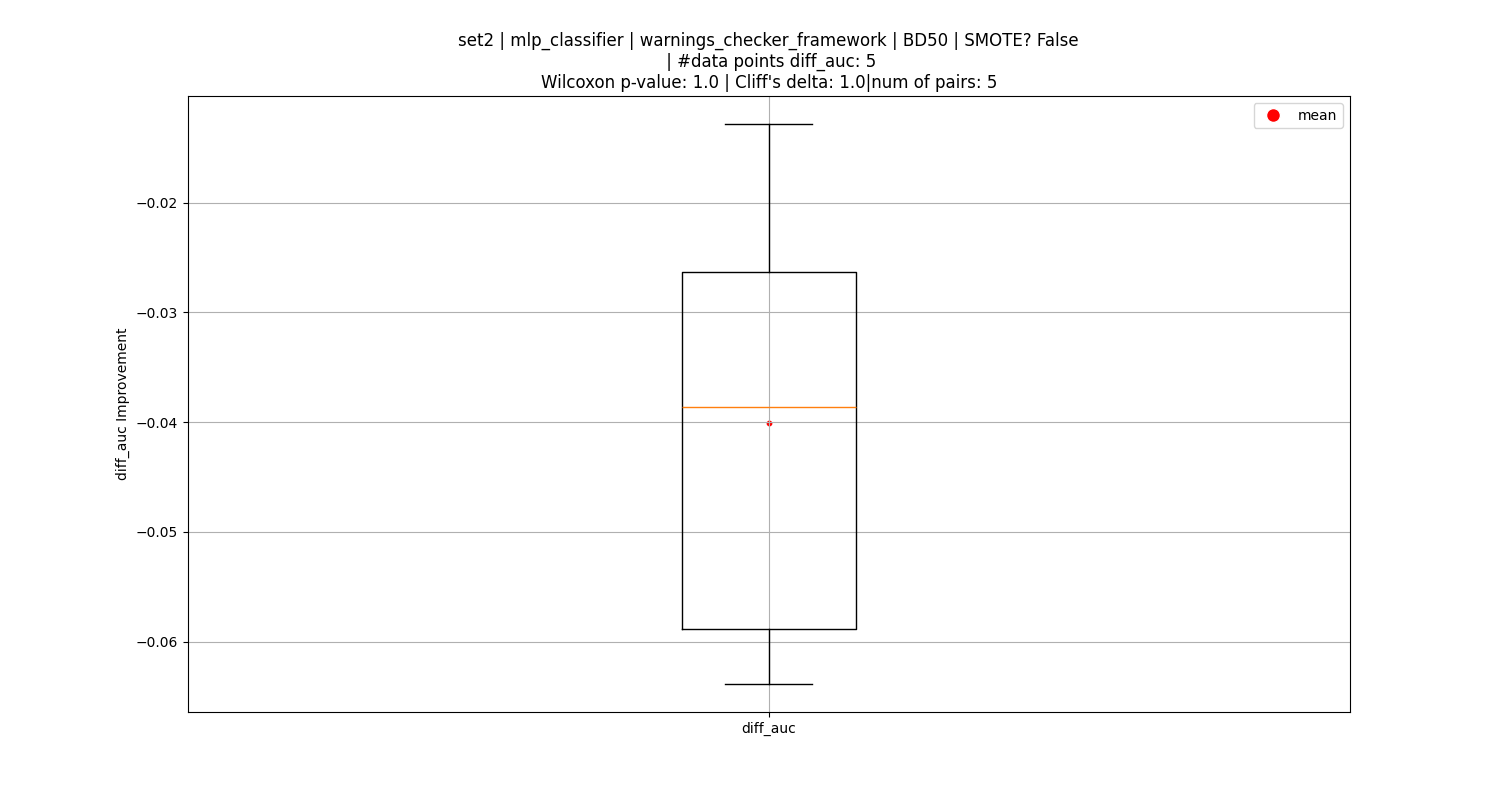 set2 | mlp_classifier | warnings_checker_framework | BD50 | SMOTE? False
| #data points diff_auc: 5
Wilcoxon p-value: 1.0 | Cliff's delta: 1.0|num of pairs: 5
mean
−0.02
−0.03
−0.04
−0.05
−0.06
diff_auc Improvement
diff_auc